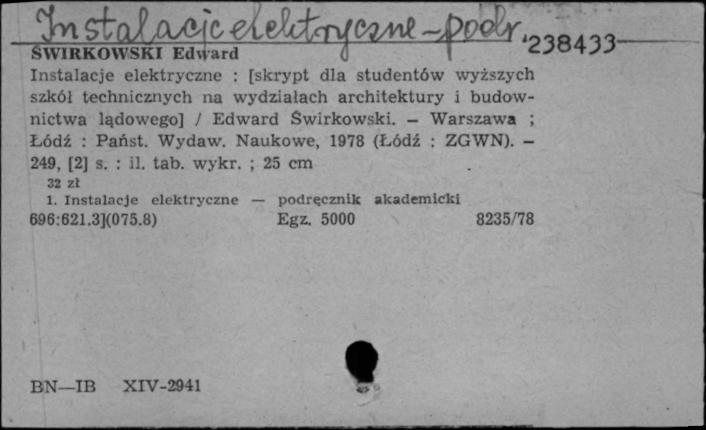 Instalacje elektryczne - podr.
238433
ŚWIRKOWSKI Edward
Instalacje elektryczne : [skrypt dla studentów wyższych
szkół technicznych na wydziałach architektury i budow-
nictwa lądowego] / Edward Świrkowski. — Warszawa ;
Łódź : Państ. Wydaw. Naukowe, 1978 (Łódź : ZGWN). —
249, [2] s. : il. tab. wykr. ; 25 cm
32 zł
1. Instalacje elektryczne — podręcznik akademicki
696:621.3](075.8) Egz. 5000 8235/78
BN—IB XIV-2941